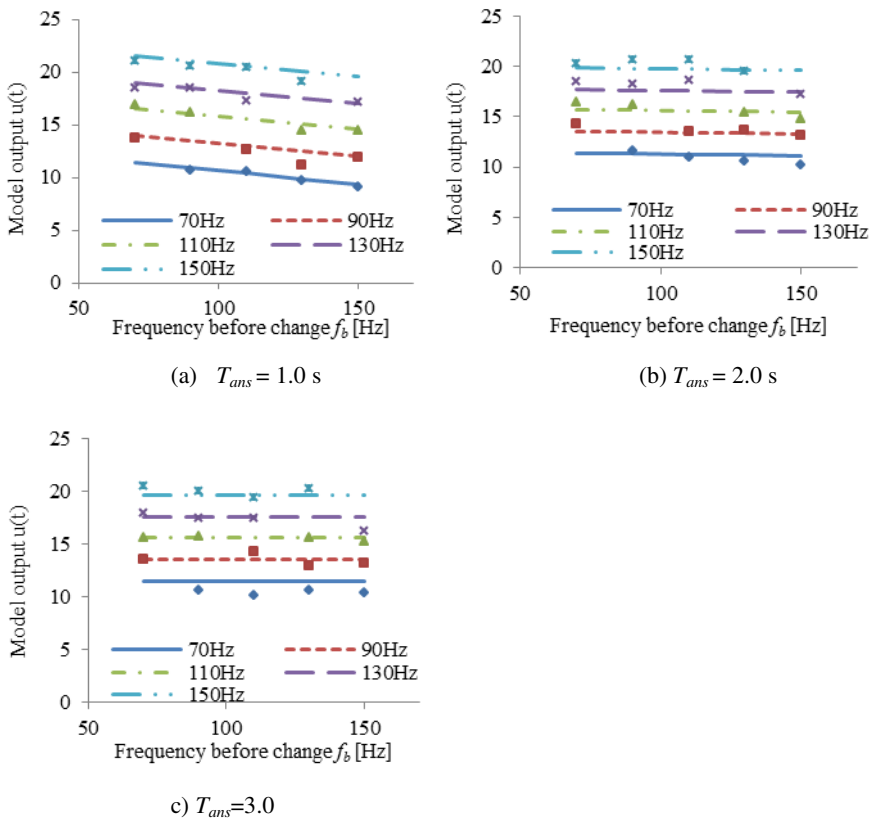 25
20
15
10
5
0
Model output u(t)
70Hz 90Hz
110Hz 130Hz
150Hz
50 100 150
Frequency before change f_b [Hz]
(a) T_ans = 1.0 s
25
20
15
10
5
0
Model output u(t)
70Hz 90Hz
110Hz 130Hz
150Hz
50 100 150
Frequency before change f_b [Hz]
(b) T_ans = 2.0 s
25
20
15
10
5
0
Model output u(t)
70Hz 90Hz
110Hz 130Hz
150Hz
50 100 150
Frequency before change f_b [Hz]
c) T_ans=3.0